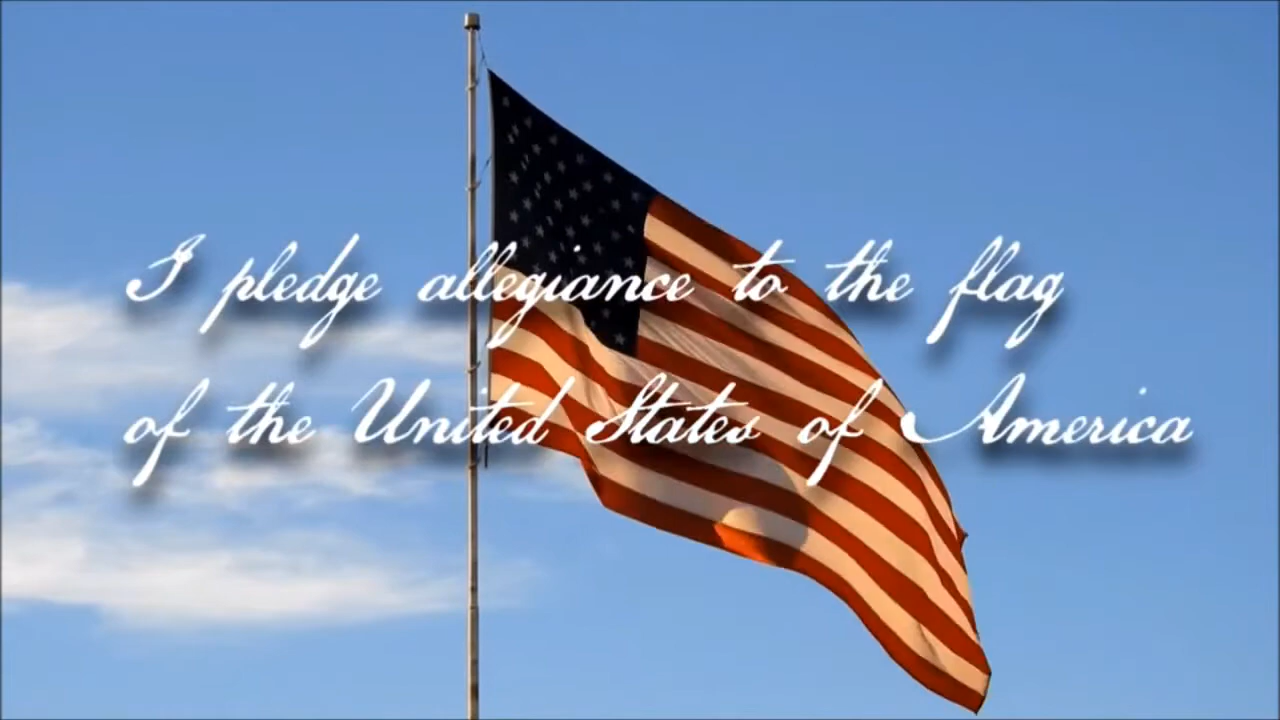 I pledge allegiance to the flag
of the United States of America